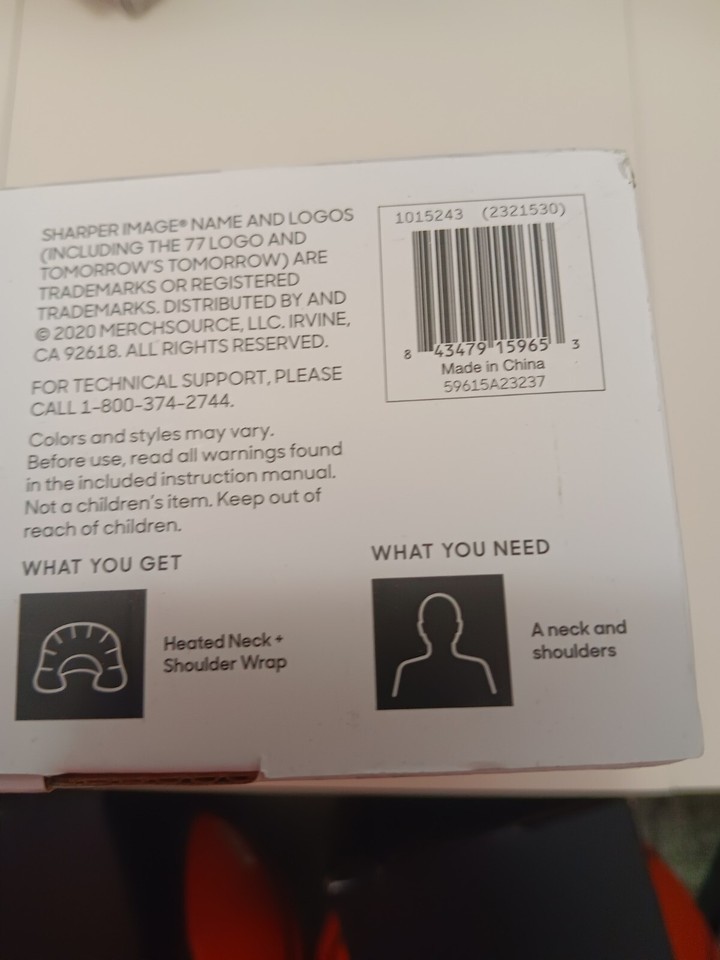 SHARPER IMAGE® NAME AND LOGOS
(INCLUDING THE 77 LOGO AND
TOMORROW'S TOMORROW) ARE
TRADEMARKS OR REGISTERED
TRADEMARKS. DISTRIBUTED BY AND
© 2020 MERCHSOURCE, LLC. IRVINE,
CA 92618. ALL RIGHTS RESERVED.
FOR TECHNICAL SUPPORT, PLEASE
CALL 1-800-374-2744.
Colors and styles may vary.
Before use, read all warnings found
in the included instruction manual.
Not a children's item. Keep out of
reach of children.
1015243 (2321530)
8 43479 15965 3
Made in China
59615A23237
WHAT YOU GET
Heated Neck +
Shoulder Wrap
WHAT YOU NEED
A neck and
shoulders